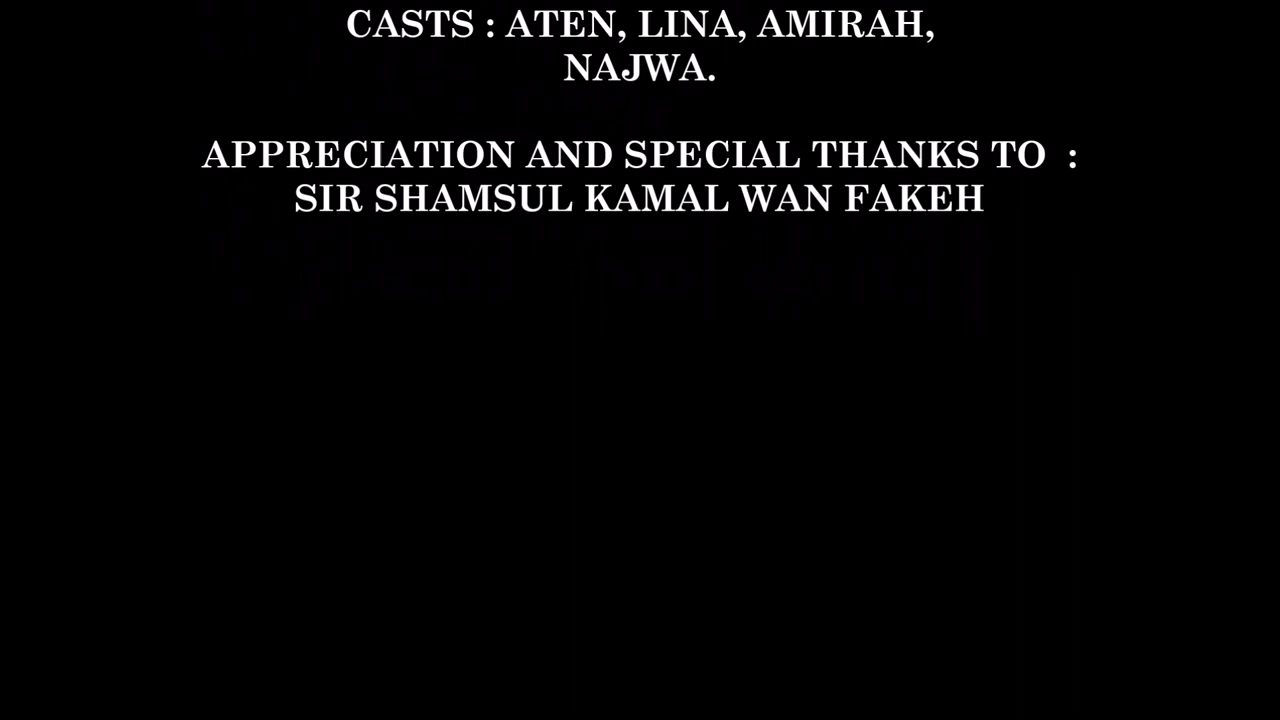 CASTS : ATEN, LINA, AMIRAH,
NAJWA.
APPRECIATION AND SPECIAL THANKS TO  :
SIR SHAMSUL KAMAL WAN FAKEH